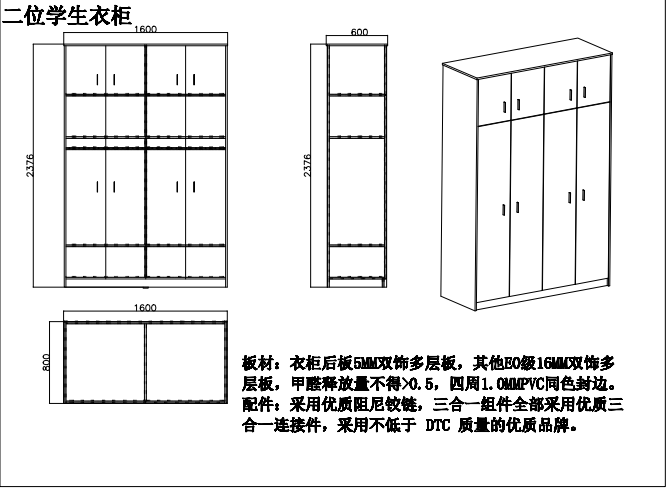 二位学生衣柜
1600
600
2376
2376
1600
800
板材：衣柜后板5MM双饰多层板，其他E0级16MM双饰多
层板，甲醛释放量不得>0.5，四周1.0MMPVC同色封边。
配件：采用优质阻尼铰链，三合一组件全部采用优质三
合一连接件，采用不低于 DTC 质量的优质品牌。